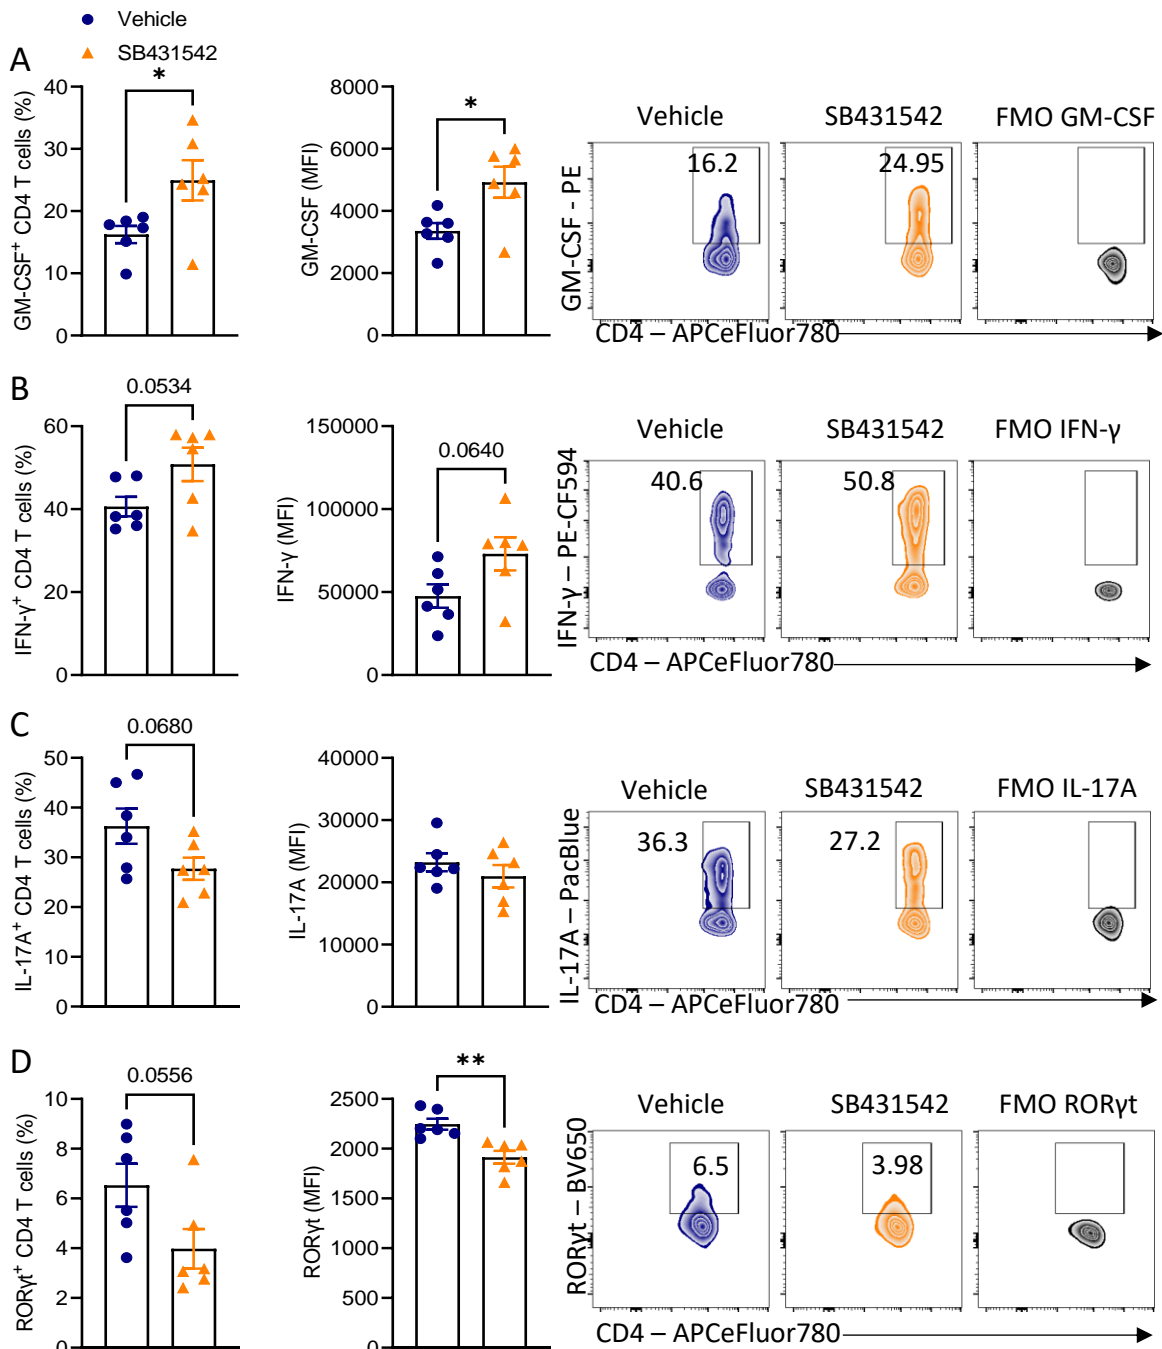 Vehicle
SB431542
A
GM-CSF⁺ CD4 T cells (%)
40
30
20
10
0
*
GM-CSF (MFI)
8000
6000
4000
2000
0
*
Vehicle
SB431542
FMO GM-CSF
GM-CSF - PE
16.2
24.95
CD4 – APCeFluor780
B
IFN-γ⁺ CD4 T cells (%)
60
40
20
0
0.0534
IFN-γ (MFI)
150000
100000
50000
0
0.0640
Vehicle
SB431542
FMO IFN-γ
IFN-γ – PE-CF594
40.6
50.8
CD4 – APCeFluor780
C
IL-17A⁺ CD4 T cells (%)
50
40
30
20
10
0
0.0680
IL-17A (MFI)
40000
30000
20000
10000
0
Vehicle
SB431542
FMO IL-17A
IL-17A – PacBlue
36.3
27.2
CD4 – APCeFluor780
D
RORγt⁺ CD4 T cells (%)
10
8
6
4
2
0
0.0556
RORγt (MFI)
2500
2000
1500
1000
500
0
**
Vehicle
SB431542
FMO RORγt
RORγt – BV650
6.5
3.98
CD4 – APCeFluor780